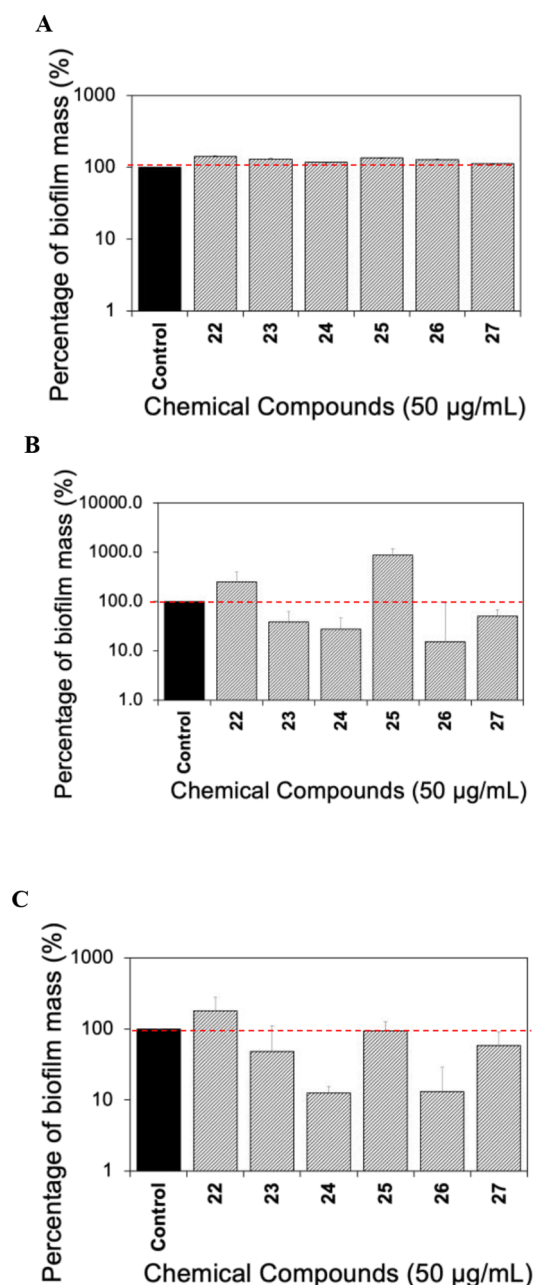 A
Percentage of biofilm mass (%)
1000
100
10
1
Control
22
23
24
25
26
27
Chemical Compounds (50 µg/mL)
B
Percentage of biofilm mass (%)
10000.0
1000.0
100.0
10.0
1.0
Control
22
23
24
25
26
27
Chemical Compounds (50 µg/mL)
C
Percentage of biofilm mass (%)
1000
100
10
1
Control
22
23
24
25
26
27
Chemical Compounds (50 µg/mL)